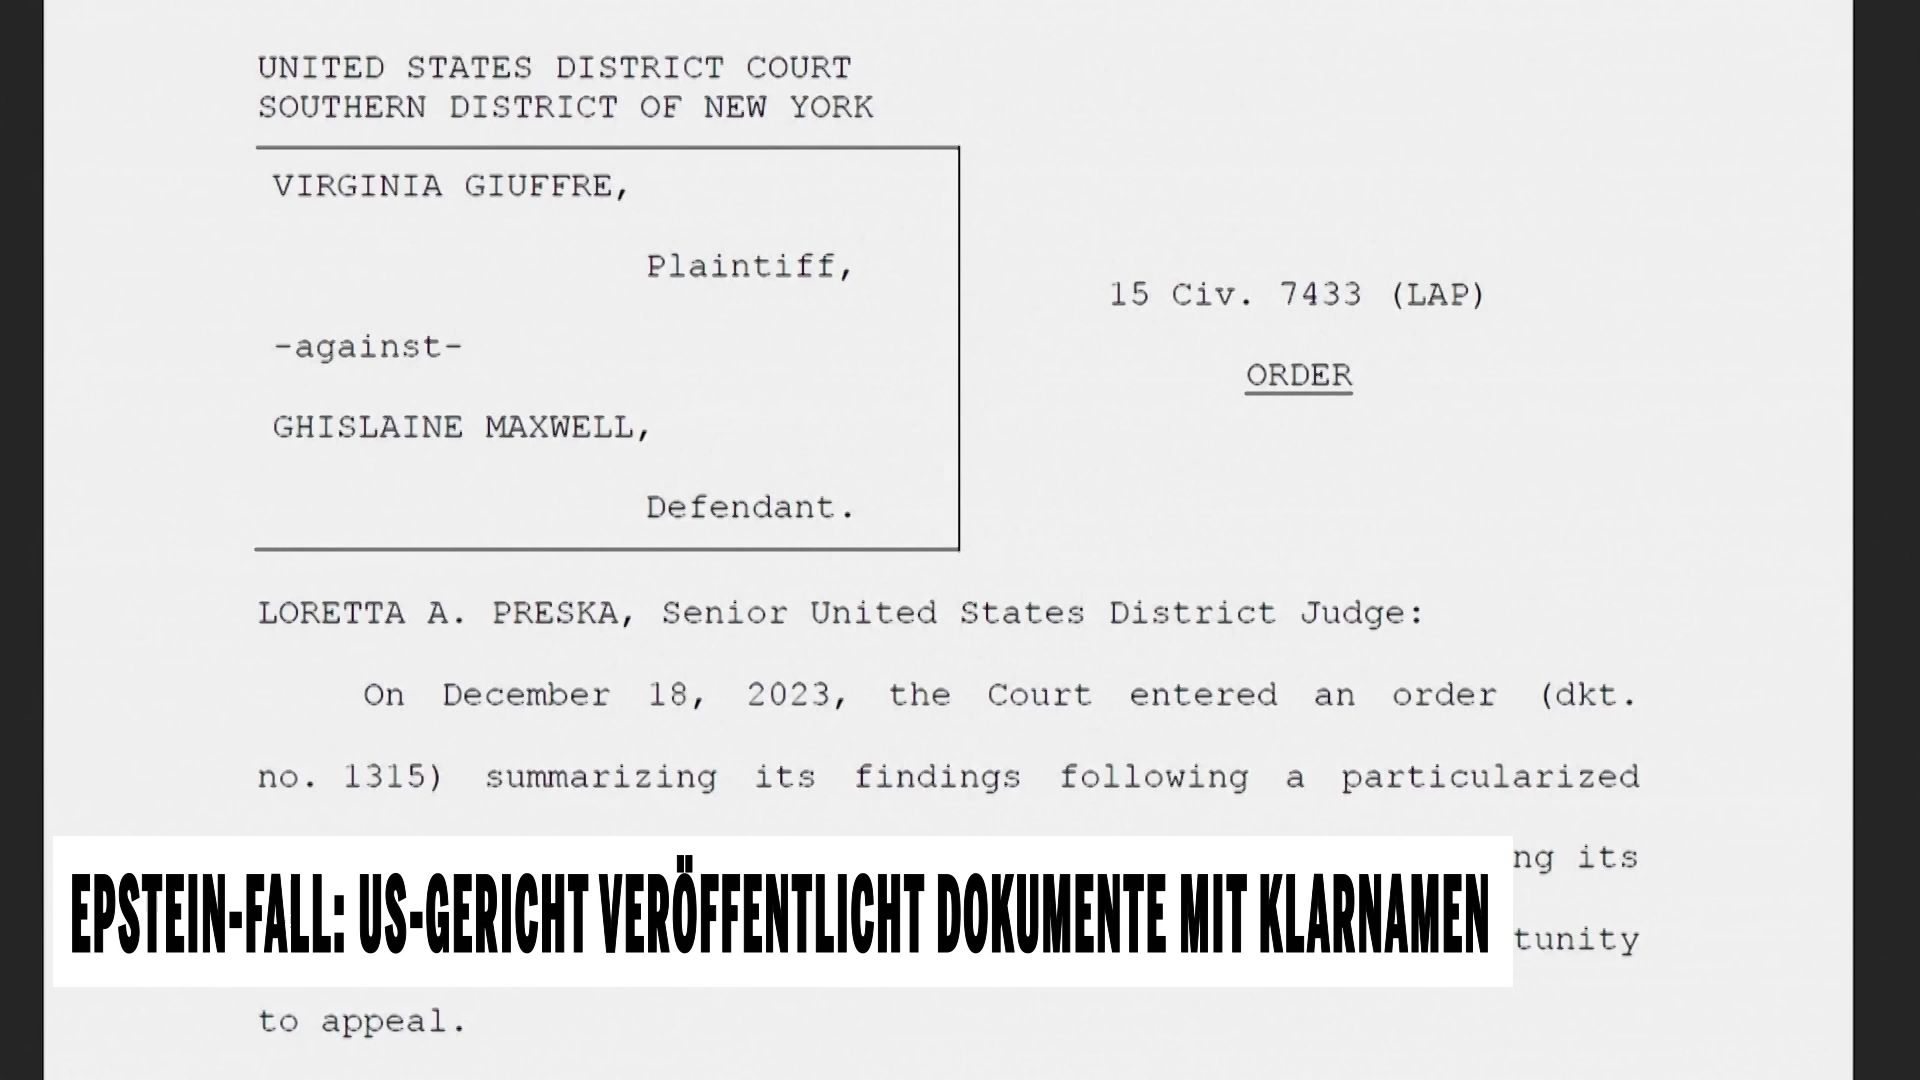 UNITED STATES DISTRICT COURT
SOUTHERN DISTRICT OF NEW YORK
VIRGINIA GIUFFRE,
Plaintiff,
-against-
GHISLAINE MAXWELL,
Defendant.
15 Civ. 7433 (LAP)
ORDER
LORETTA A. PRESKA, Senior United States District Judge:
On December 18, 2023, the Court entered an order (dkt.
no. 1315) summarizing its findings following a particularized
its
EPSTEIN-FALL: US-GERICHT VERÖFFENTLICHT DOKUMENTE MIT KLARNAMEN
to appeal.